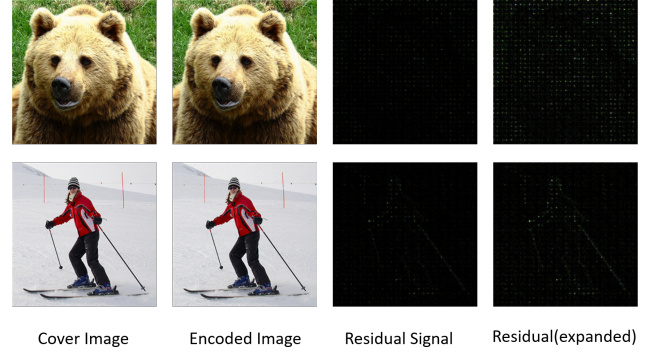 Cover Image
Encoded Image
Residual Signal
Residual(expanded)